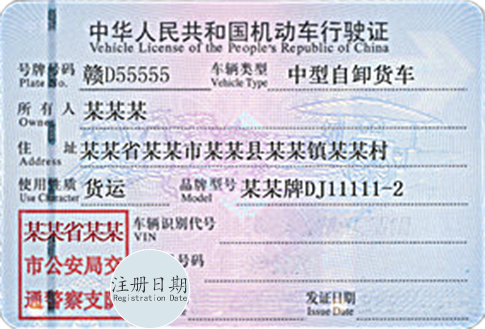 中华人民共和国机动车行驶证
Vehicle License of the People's Republic of China
号牌号码 赣D55555 车辆类型 中型自卸货车
Plate No. Vehicle Type
所有人 某某某
Owner
住址 某某省某某市某某县某某镇某某村
Address
使用性质 货运 品牌型号 某某牌DJ11111-2
Use Character Model
某某省某某 车辆识别代号
VIN
市公安局交 号码
注册日期
Registration Date
通警察支队 发证日期
Issue Date